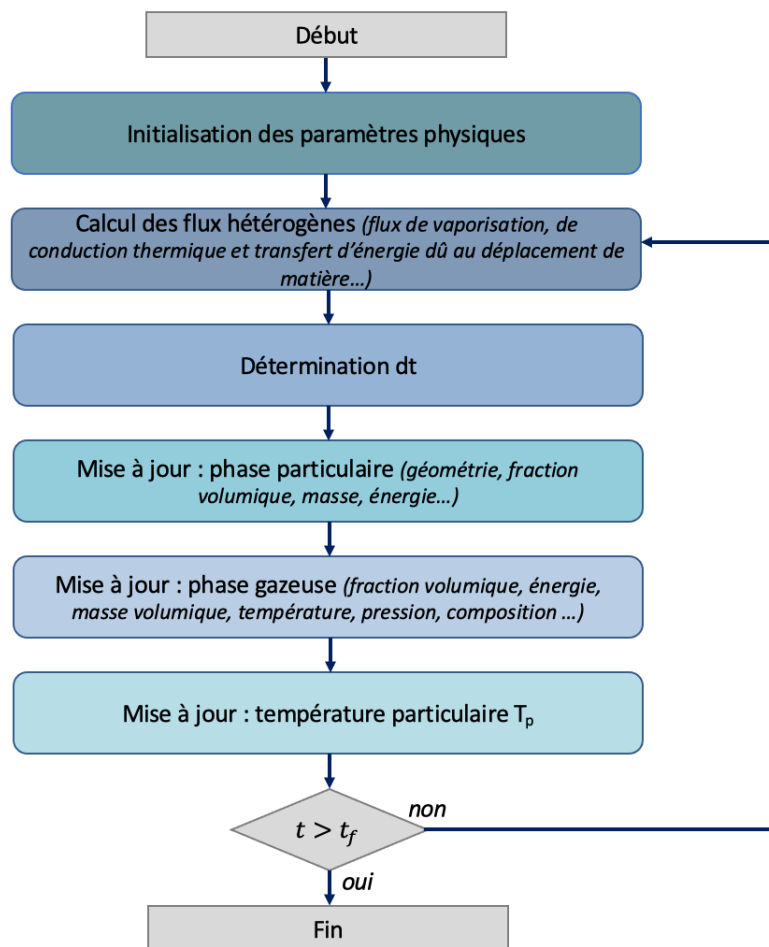 Début
Initialisation des paramètres physiques
Calcul des flux hétérogènes (flux de vaporisation, de
conduction thermique et transfert d’énergie dû au déplacement de
matière…)
Détermination dt
Mise à jour : phase particulaire (géométrie, fraction
volumique, masse, énergie…)
Mise à jour : phase gazeuse (fraction volumique, énergie,
masse volumique, température, pression, composition …)
Mise à jour : température particulaire Tₚ
non
t > t_f
oui
Fin